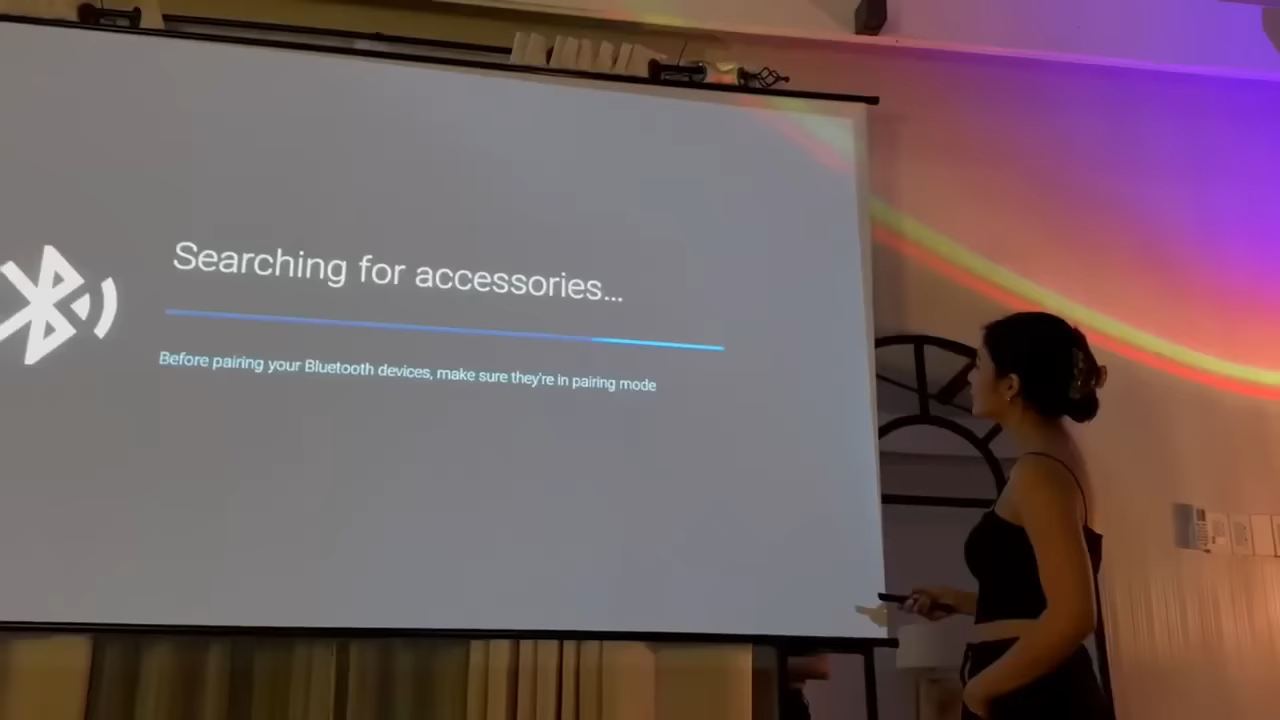 Searching for accessories...
Before pairing your Bluetooth devices, make sure they're in pairing mode